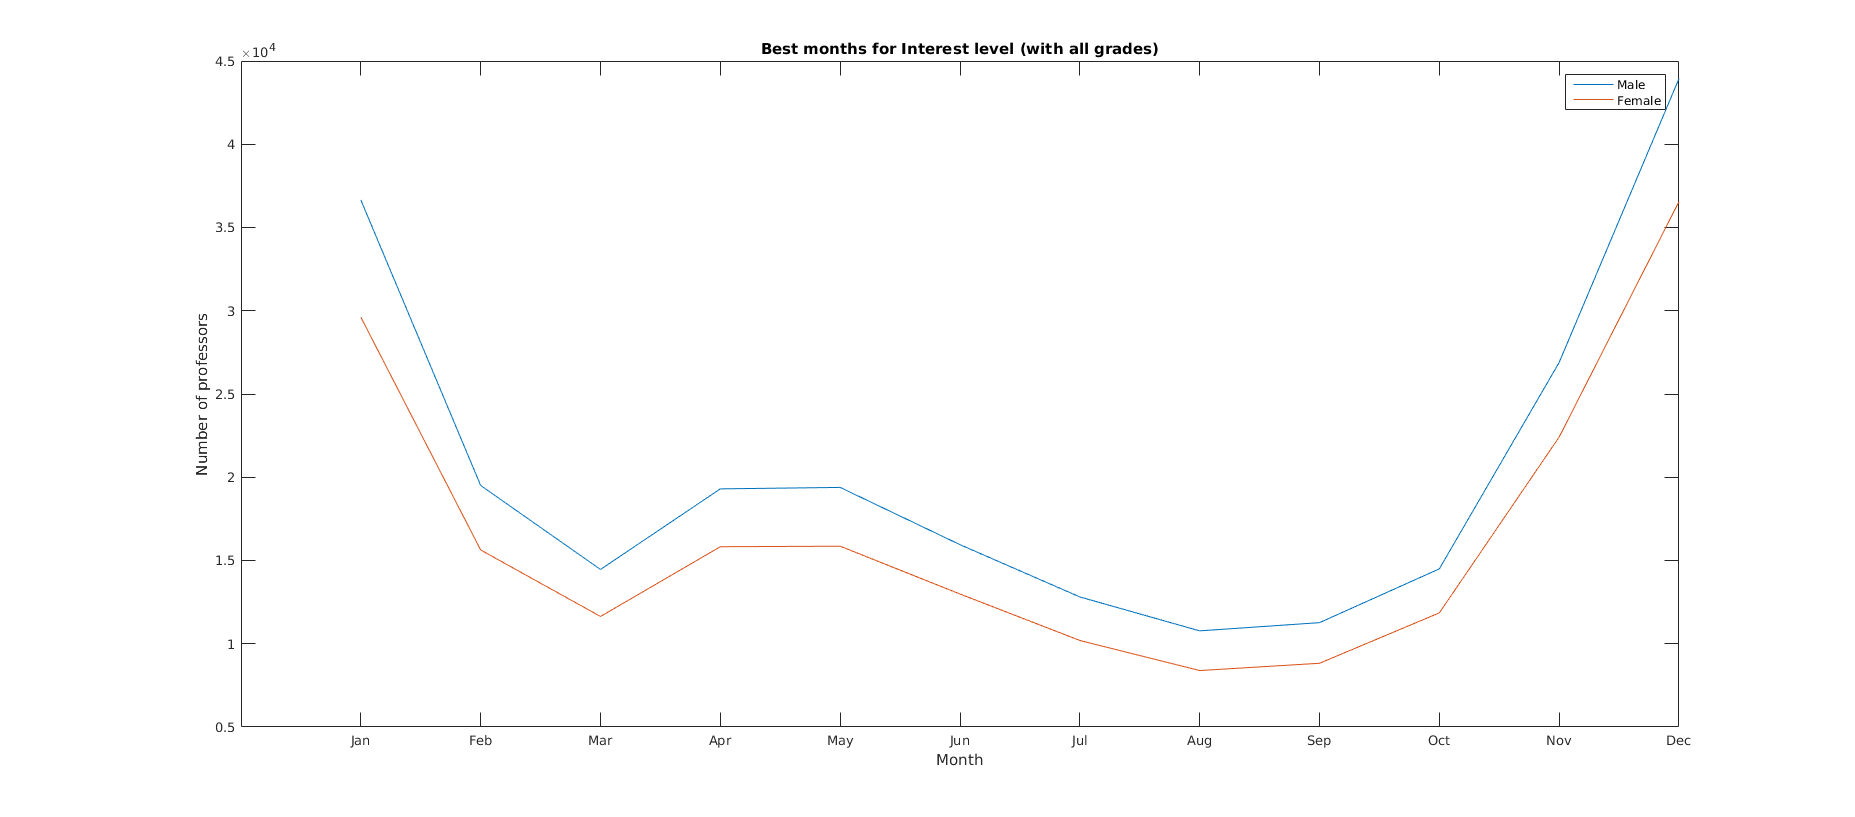 Best months for Interest level (with all grades)
×10^4
4.5
4
3.5
3
2.5
2
1.5
1
0.5
Number of professors
Male
Female
Jan Feb Mar Apr May Jun Jul Aug Sep Oct Nov Dec
Month